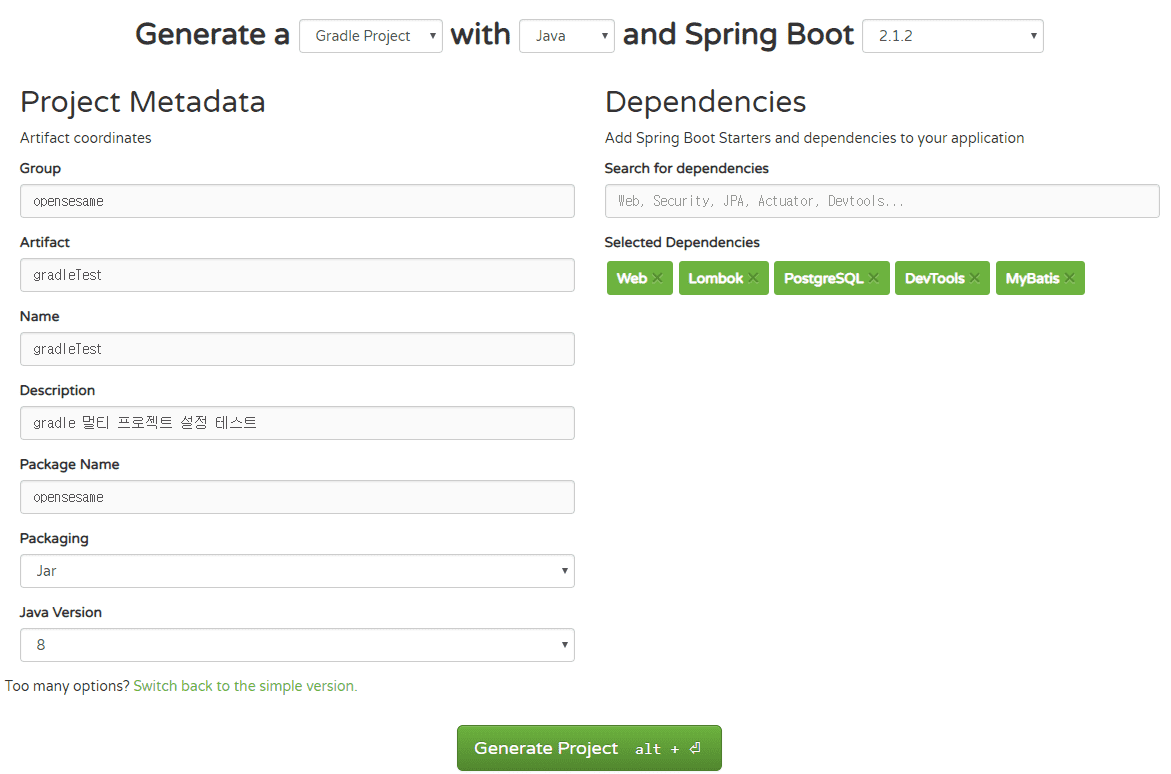 Generate a Gradle Project with Java and Spring Boot 2.1.2
Project Metadata
Artifact coordinates
Group
opensesame
Artifact
gradleTest
Name
gradleTest
Description
gradle 멀티 프로젝트 설정 테스트
Package Name
opensesame
Packaging
Jar
Java Version
8
Too many options? Switch back to the simple version.
Dependencies
Add Spring Boot Starters and dependencies to your application
Search for dependencies
Web, Security, JPA, Actuator, Devtools...
Selected Dependencies
Web × Lombok × PostgreSQL × DevTools × MyBatis ×
Generate Project alt + ⏎